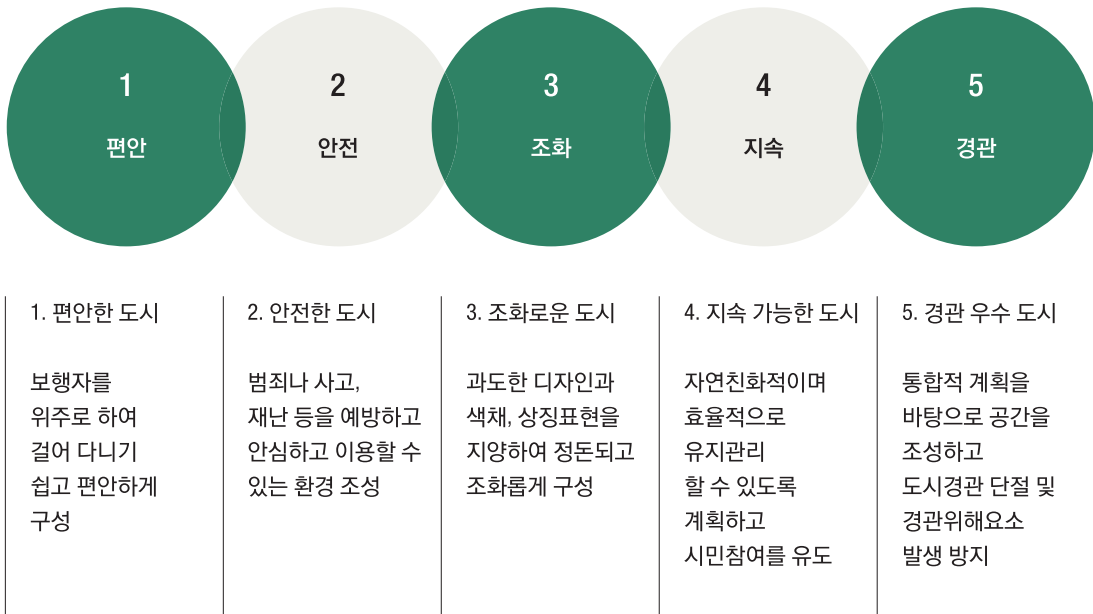 1
편안
2
안전
3
조화
4
지속
5
경관
1. 편안한 도시
보행자를
위주로 하여
걸어 다니기
쉽고 편안하게
구성
2. 안전한 도시
범죄나 사고,
재난 등을 예방하고
안심하고 이용할 수
있는 환경 조성
3. 조화로운 도시
과도한 디자인과
색채, 상징표현을
지양하여 정돈되고
조화롭게 구성
4. 지속 가능한 도시
자연친화적이며
효율적으로
유지관리
할 수 있도록
계획하고
시민참여를 유도
5. 경관 우수 도시
통합적 계획을
바탕으로 공간을
조성하고
도시경관 단절 및
경관위해요소
발생 방지